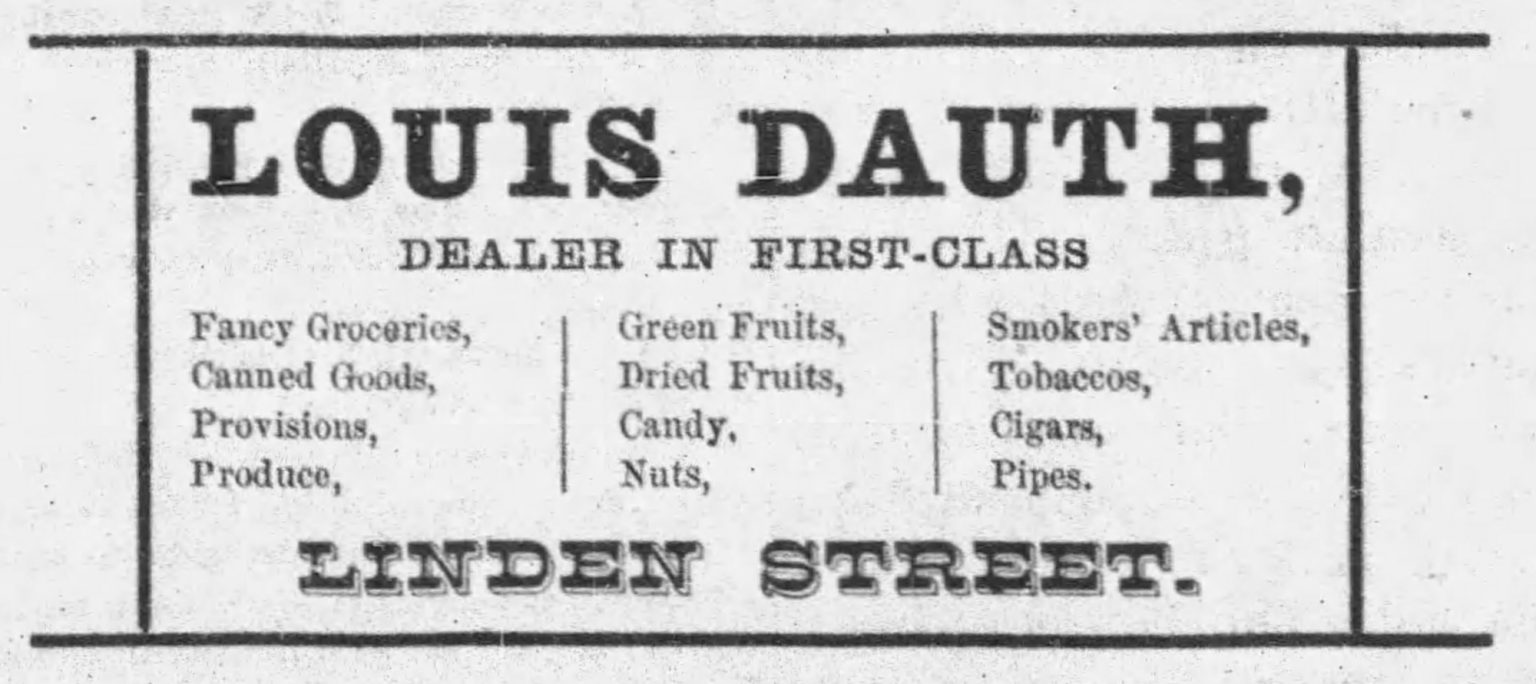 LOUIS DAUTH,
DEALER IN FIRST-CLASS
Fancy Groceries,
Canned Goods,
Provisions,
Produce,
Green Fruits,
Dried Fruits,
Candy,
Nuts,
Smokers' Articles,
Tobaccos,
Cigars,
Pipes.
LINDEN STREET.